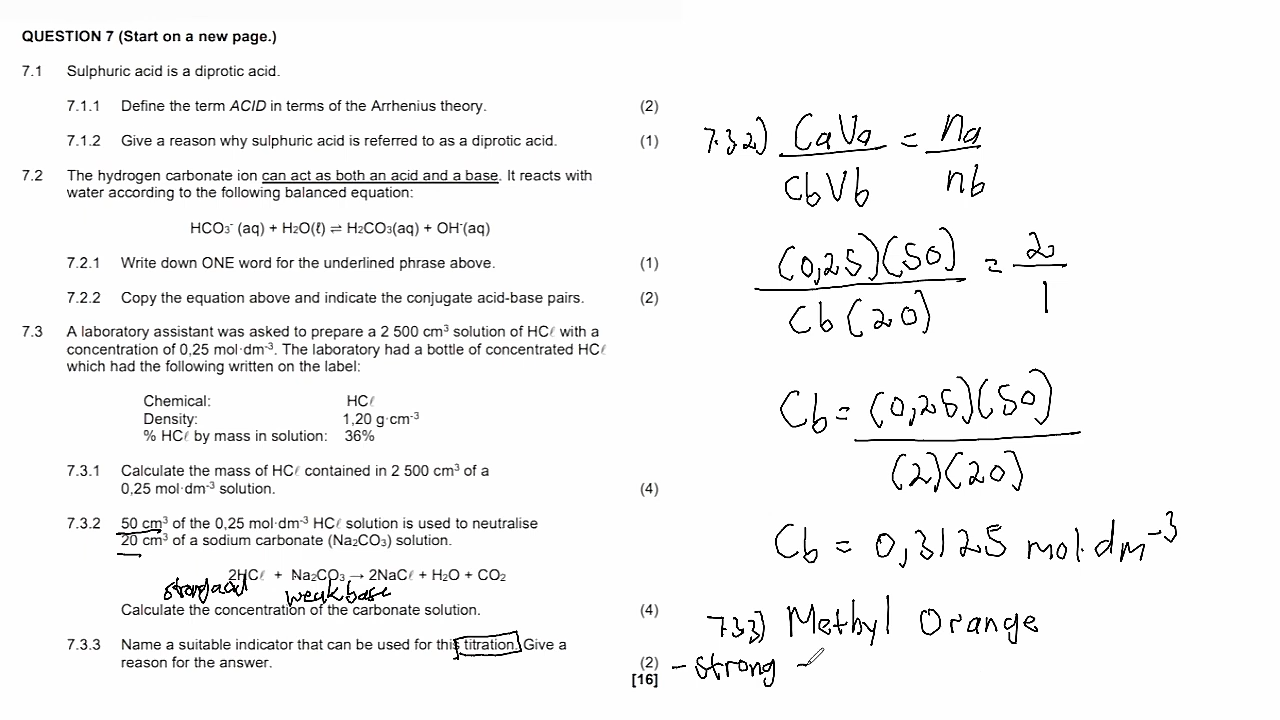 QUESTION 7 (Start on a new page.)
7.1 Sulphuric acid is a diprotic acid.
7.1.1 Define the term ACID in terms of the Arrhenius theory. (2)
7.1.2 Give a reason why sulphuric acid is referred to as a diprotic acid. (1)
7.2 The hydrogen carbonate ion can act as both an acid and a base. It reacts with
water according to the following balanced equation:
HCO₃⁻ (aq) + H₂O(ℓ) ⇌ H₂CO₃(aq) + OH⁻(aq)
7.2.1 Write down ONE word for the underlined phrase above. (1)
7.2.2 Copy the equation above and indicate the conjugate acid-base pairs. (2)
7.3 A laboratory assistant was asked to prepare a 2 500 cm³ solution of HCℓ with a
concentration of 0,25 mol·dm⁻³. The laboratory had a bottle of concentrated HCℓ
which had the following written on the label:
Chemical: HCℓ
Density: 1,20 g·cm⁻³
% HCℓ by mass in solution: 36%
7.3.1 Calculate the mass of HCℓ contained in 2 500 cm³ of a
0,25 mol·dm⁻³ solution. (4)
7.3.2 50 cm³ of the 0,25 mol·dm⁻³ HCℓ solution is used to neutralise
20 cm³ of a sodium carbonate (Na₂CO₃) solution.
2HCℓ + Na₂CO₃ → 2NaCℓ + H₂O + CO₂
strong acid weak base
Calculate the concentration of the carbonate solution. (4)
7.3.3 Name a suitable indicator that can be used for this titration. Give a
reason for the answer. (2)
[16]
7.3.2) CaVa = na
CbVb nb
(0,25)(50) = 2
Cb(20) 1
Cb = (0,25)(50)
(2)(20)
Cb = 0,3125 mol·dm⁻³
7.3.3) Methyl Orange
- strong